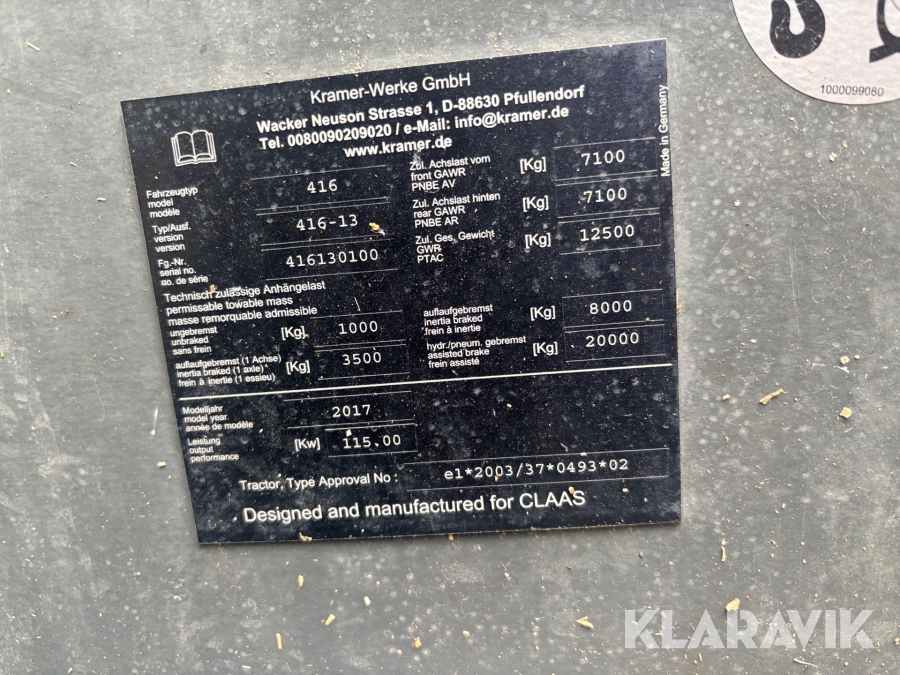 Kramer-Werke GmbH
Wacker Neuson Strasse 1, D-88630 Pfullendorf
Tel. 0080090209020 / e-Mail: info@kramer.de
www.kramer.de
Made in Germany
Fahrzeugtyp
model
modèle
416
Typ/Ausf.
version
version
416-13
Fg.-Nr.
serial no.
no. de série
416130100
Zul. Achslast vorn
front GAWR
PNBE AV
[Kg]
7100
Zul. Achslast hinten
rear GAWR
PNBE AR
[Kg]
7100
Zul. Ges. Gewicht
GWR
PTAC
[Kg]
12500
Technisch zulässige Anhängelast
permissable towable mass
masse remorquable admissible
ungebremst
unbraked
sans frein
[Kg]
1000
auflaufgebremst (1 Achse)
inertia braked (1 axle)
frein à inertie (1 essieu)
[Kg]
3500
auflaufgebremst
inertia braked
frein à inertie
[Kg]
8000
hydr./pneum. gebremst
assisted brake
frein assisté
[Kg]
20000
Modelljahr
model year
année de modèle
2017
Leistung
output
performance
[Kw]
115.00
Tractor, Type Approval No :
e1*2003/37*0493*02
Designed and manufactured for CLAAS
1000099080
KLARAVIK